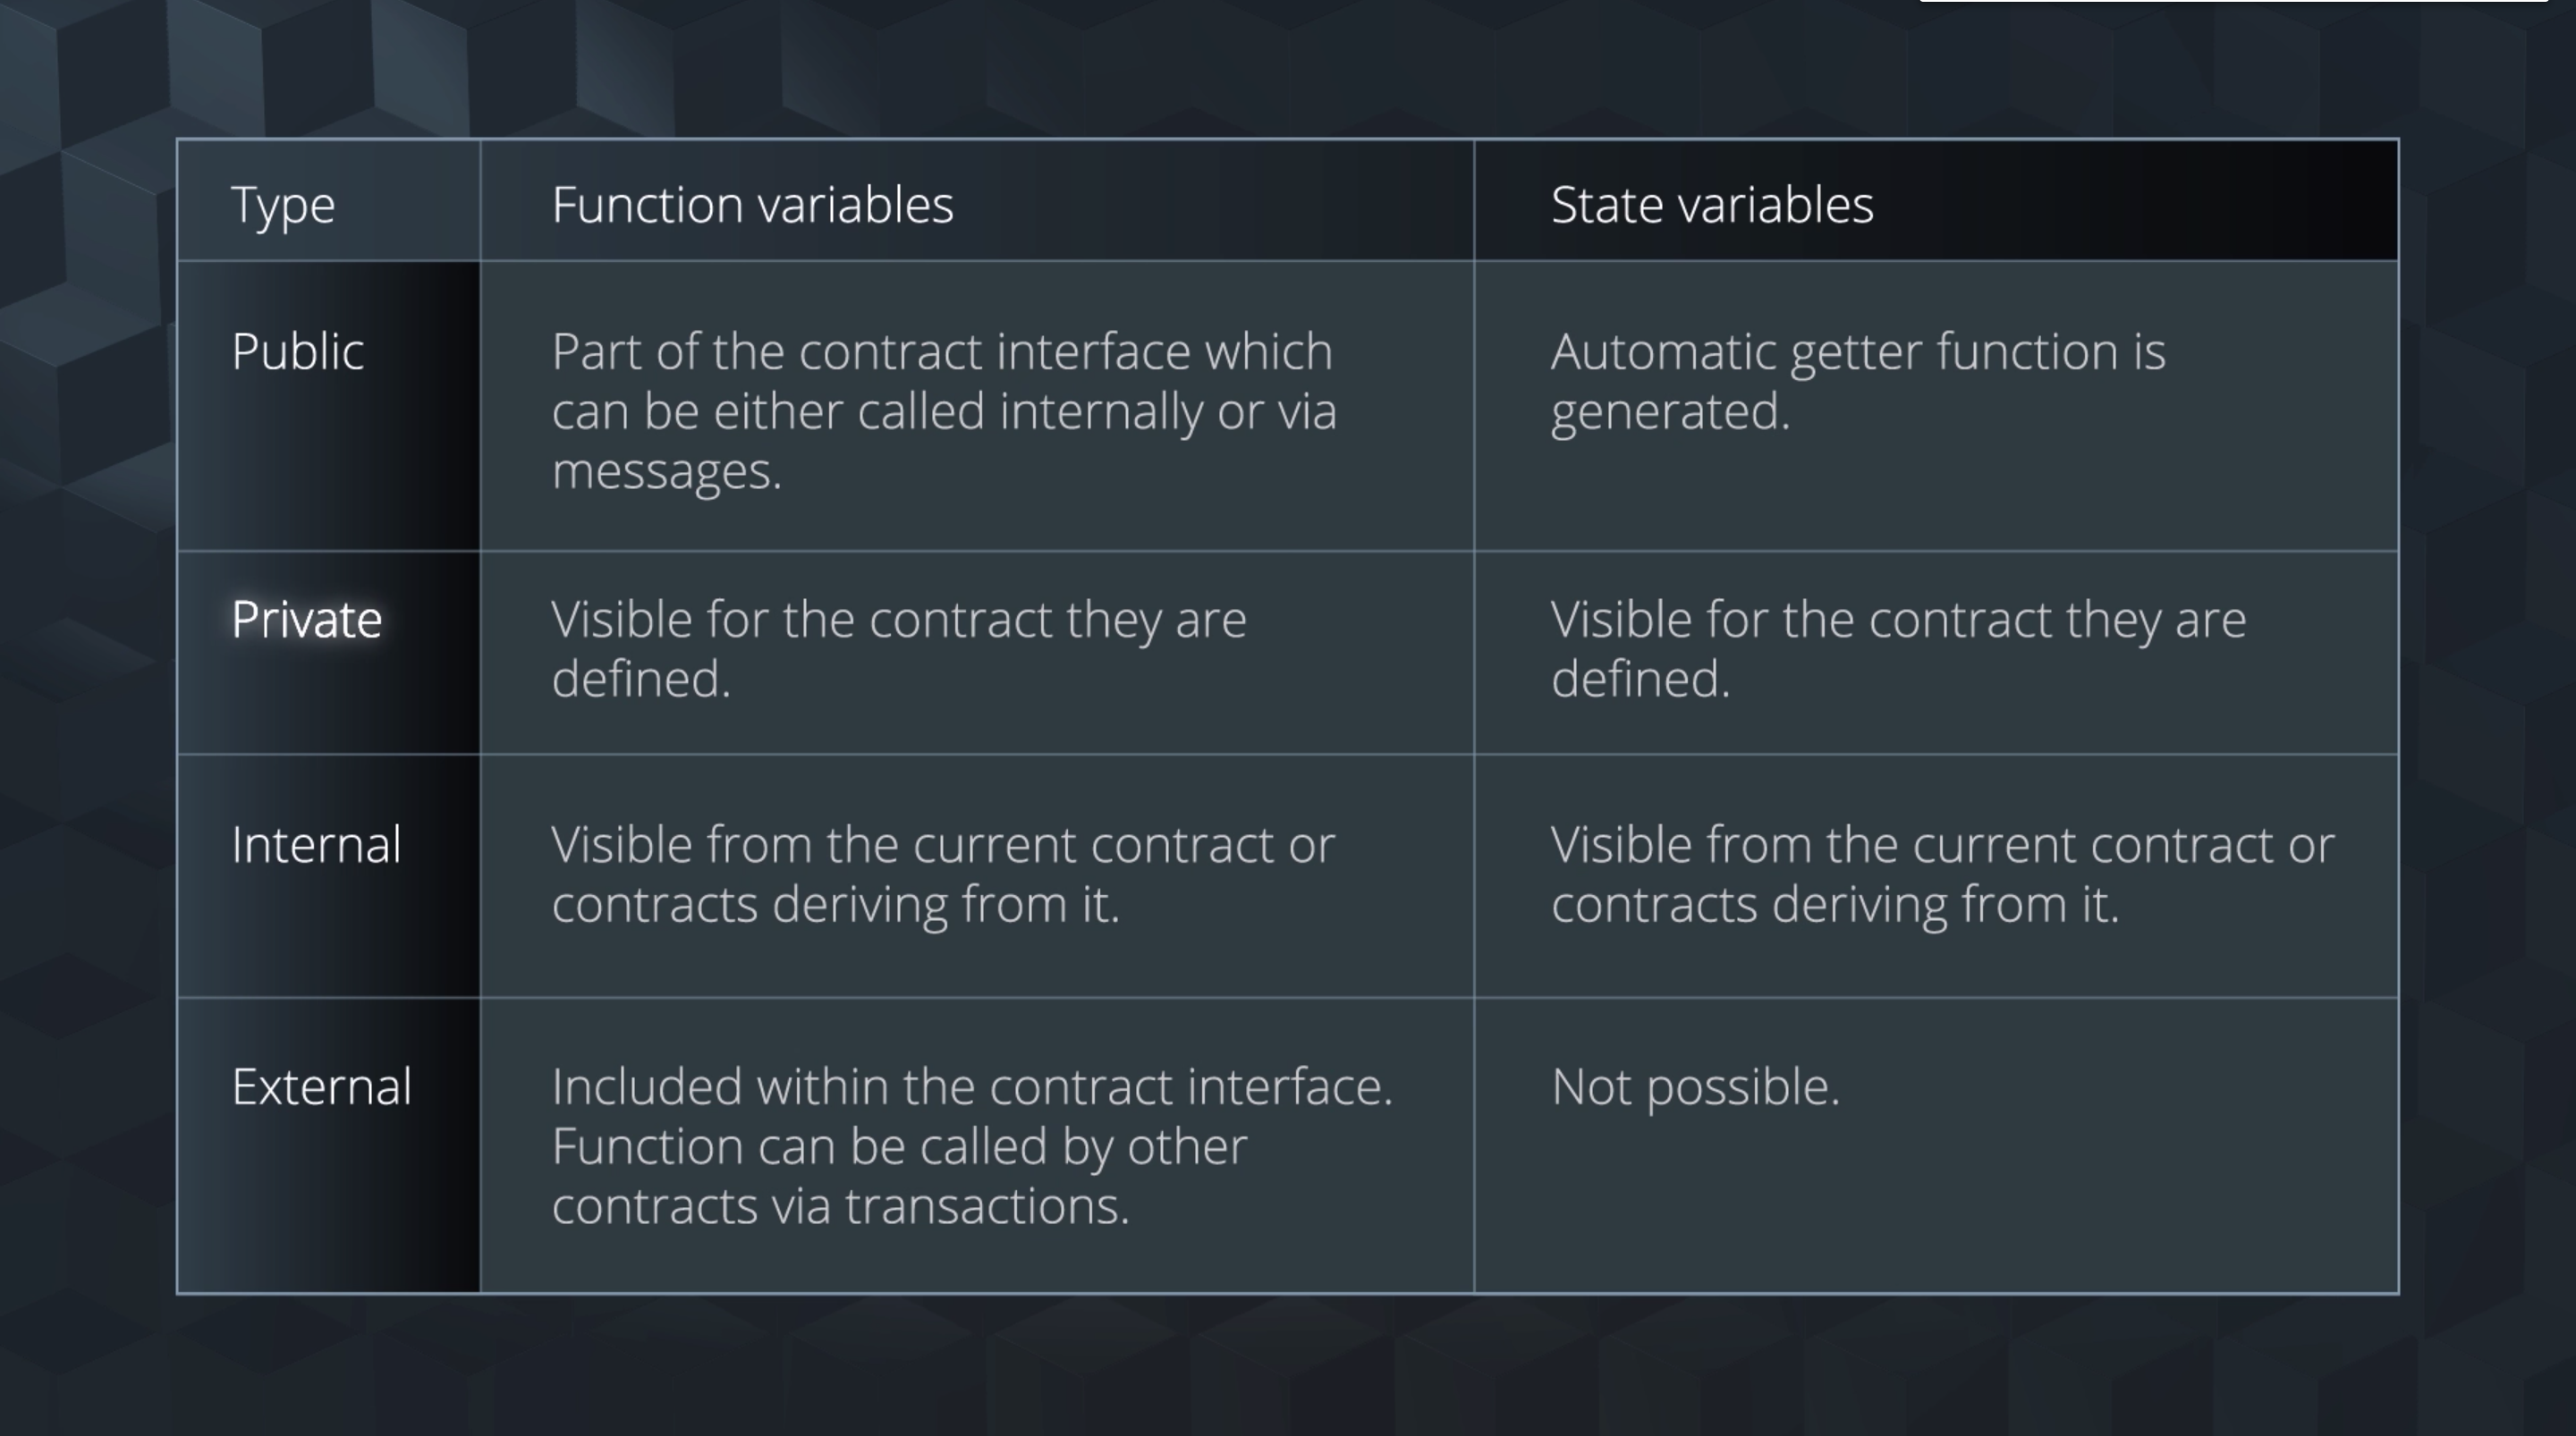 Type
Function variables
State variables
Public
Part of the contract interface which
can be either called internally or via
messages.
Automatic getter function is
generated.
Private
Visible for the contract they are
defined.
Visible for the contract they are
defined.
Internal
Visible from the current contract or
contracts deriving from it.
Visible from the current contract or
contracts deriving from it.
External
Included within the contract interface.
Function can be called by other
contracts via transactions.
Not possible.